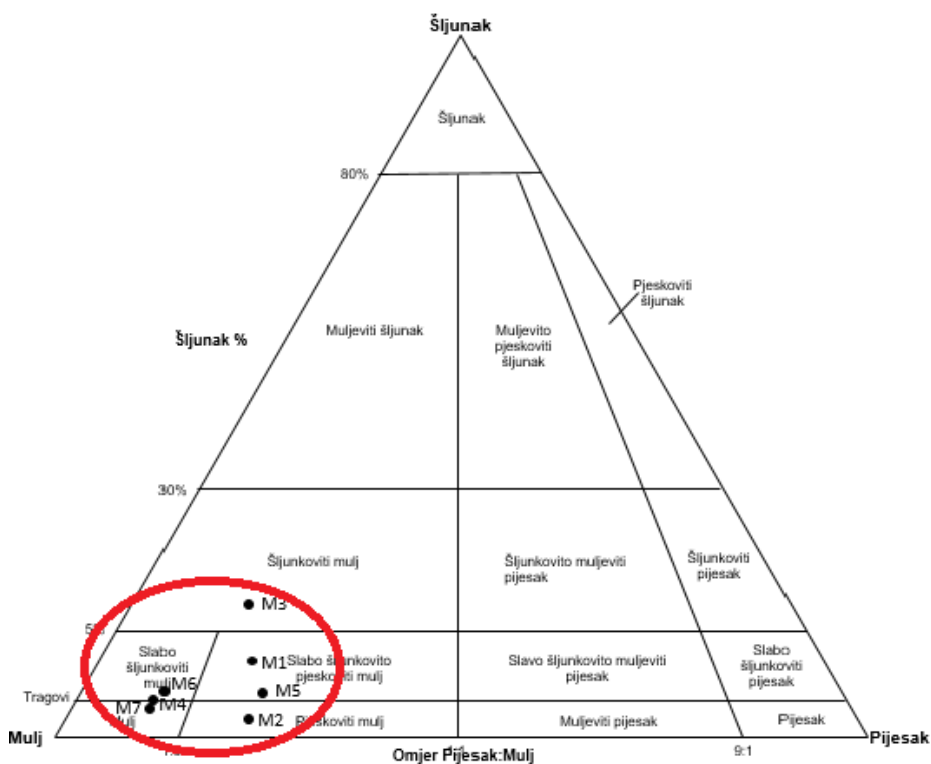 Šljunak
Šljunak
80%
Pjeskoviti
šljunak
Muljeviti šljunak
Muljevito
pjeskoviti
šljunak
Šljunak %
30%
Šljunkoviti mulj
Šljunkovito muljeviti
pijesak
Šljunkoviti
pijesak
M3
5%
Slabo
šljunkoviti
mulj
M1
Slabo šljunkovito
pjeskoviti mulj
Slavo šljunkovito muljeviti
pijesak
Slabo
šljunkoviti
pijesak
M6
M5
Tragovi
M4
M7
Mulj
M2
Pjeskoviti mulj
Muljeviti pijesak
Pijesak
Mulj
Pijesak
9:1
Omjer Pijesak:Mulj